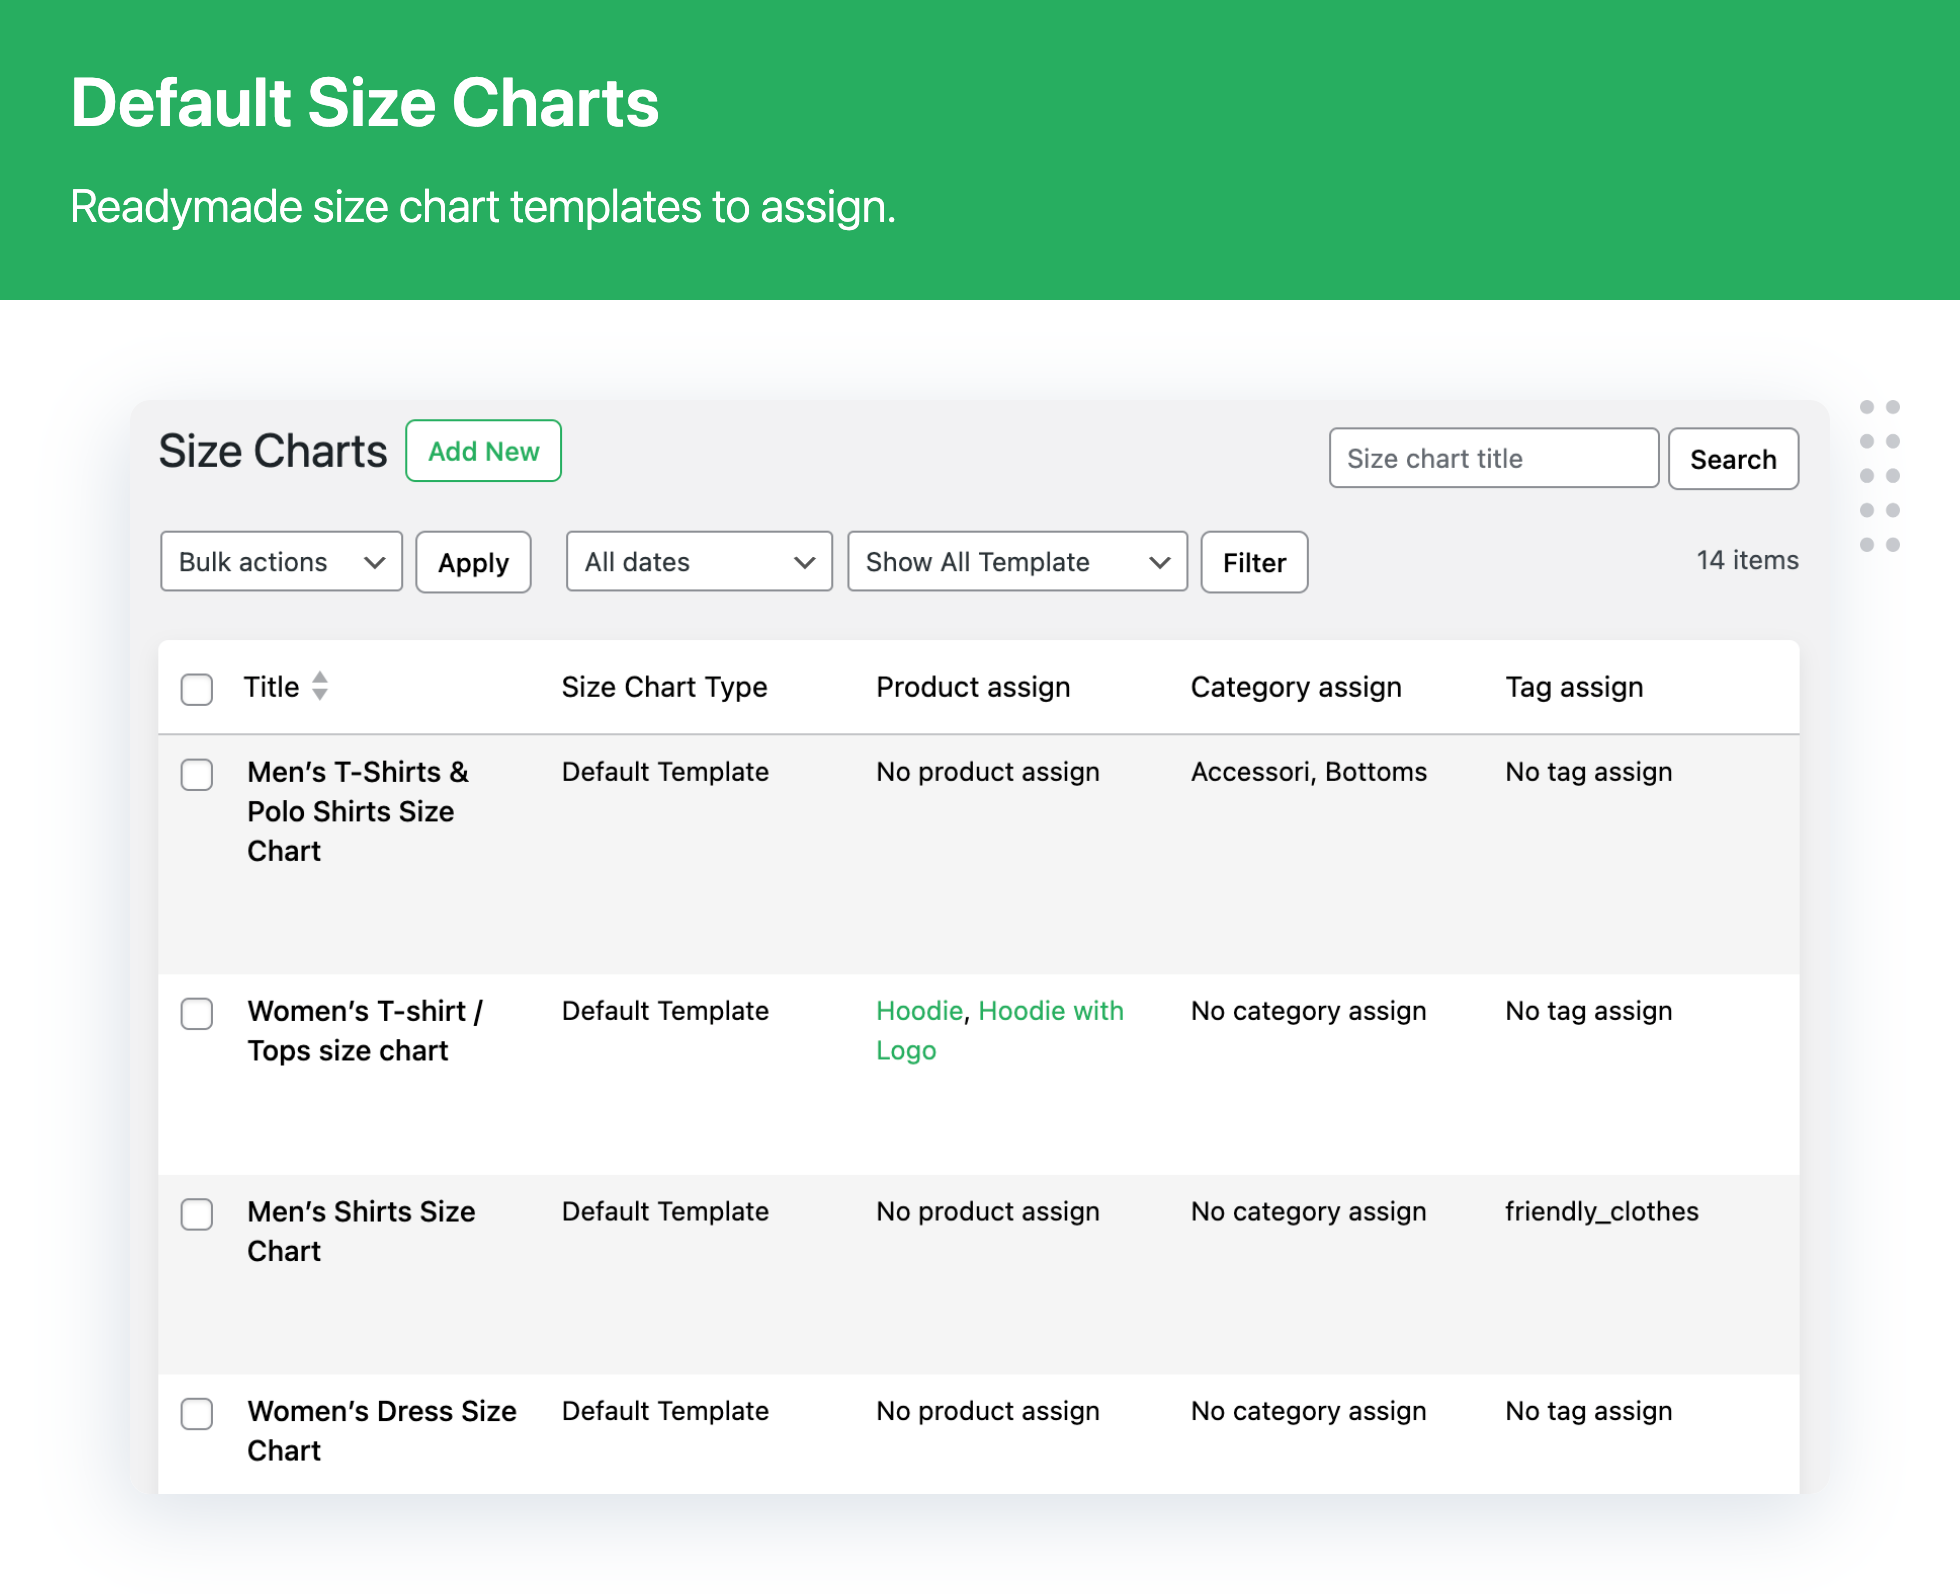 Default Size Charts
Readymade size chart templates to assign.
Size Charts
Add New
Size chart title
Search
Bulk actions
Apply
All dates
Show All Template
Filter
14 items
Title
Size Chart Type
Product assign
Category assign
Tag assign
Men’s T-Shirts &
Polo Shirts Size
Chart
Default Template
No product assign
Accessori, Bottoms
No tag assign
Women’s T-shirt /
Tops size chart
Default Template
Hoodie, Hoodie with
Logo
No category assign
No tag assign
Men’s Shirts Size
Chart
Default Template
No product assign
No category assign
friendly_clothes
Women’s Dress Size
Chart
Default Template
No product assign
No category assign
No tag assign